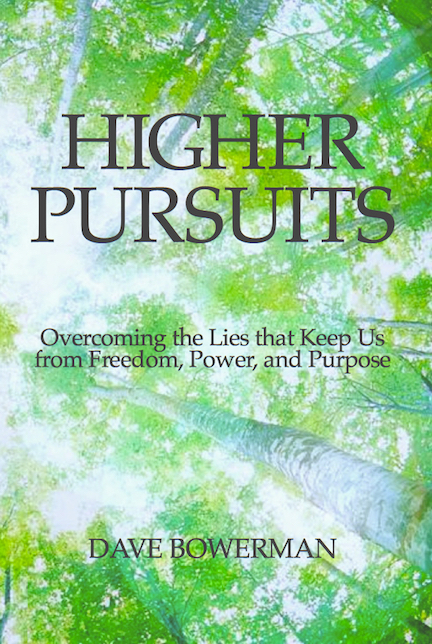 HIGHER
PURSUITS
Overcoming the Lies that Keep Us
from Freedom, Power, and Purpose
DAVE BOWERMAN